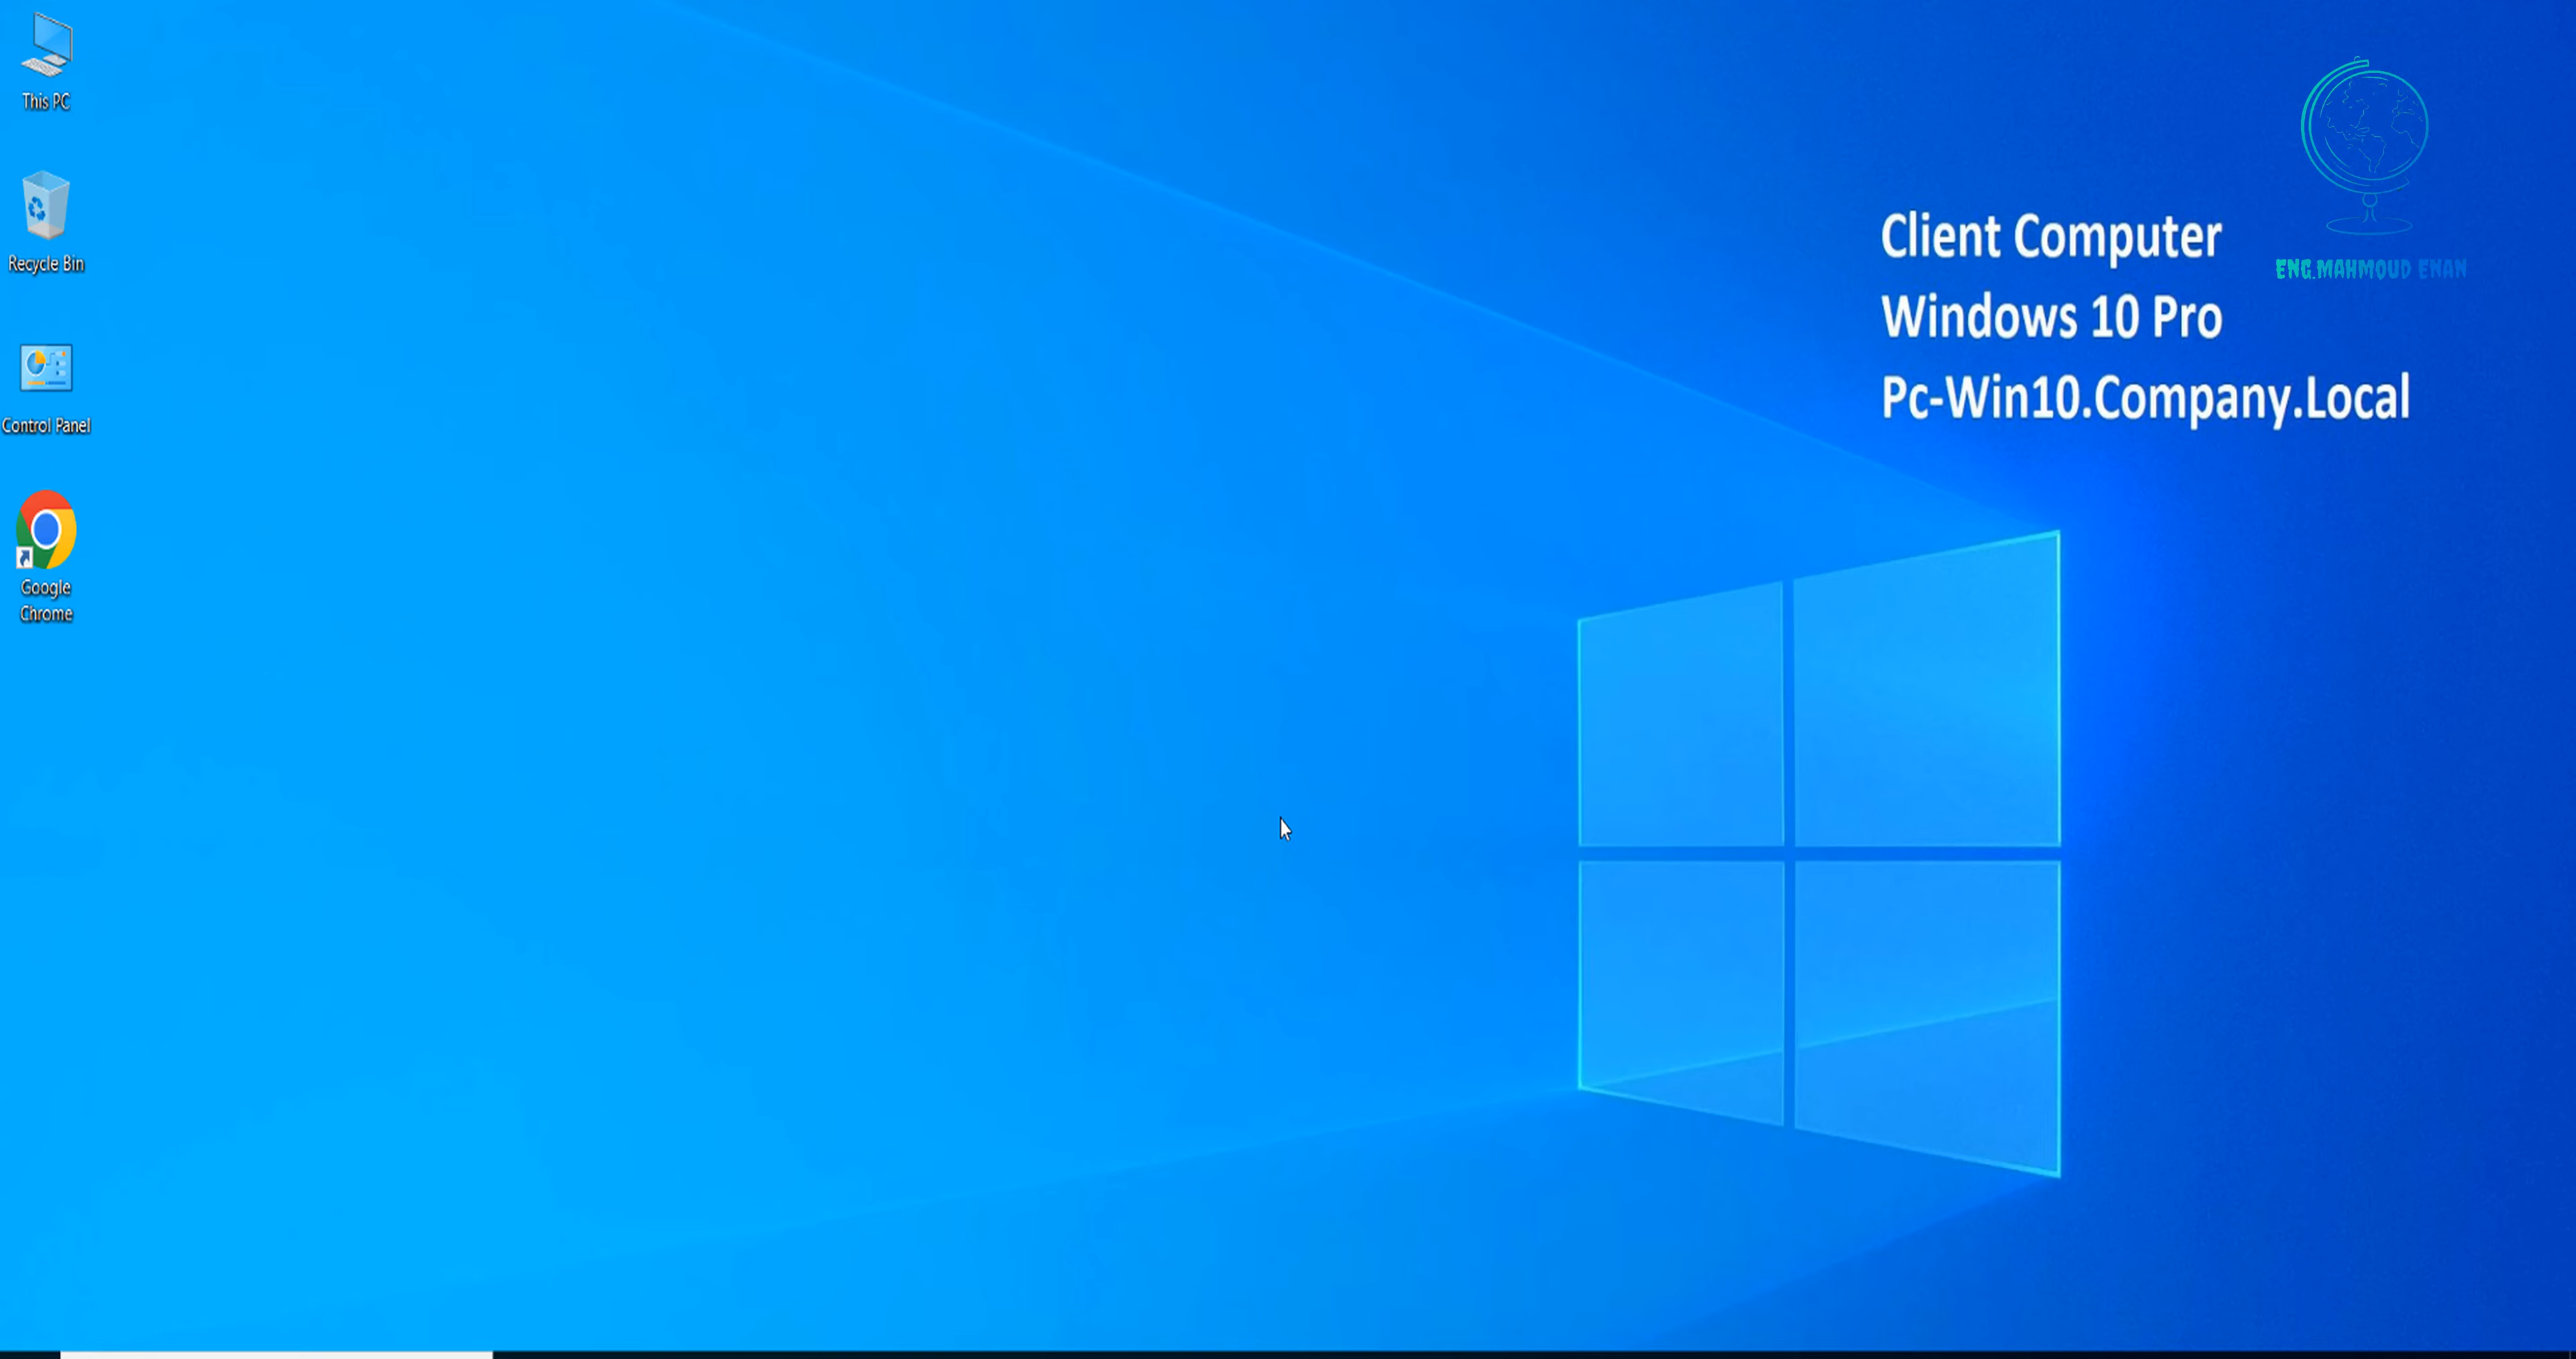 This PC
Recycle Bin
Control Panel
Google
Chrome
Client Computer
Windows 10 Pro
Pc-Win10.Company.Local
ENG.MAHMOUD ENAN